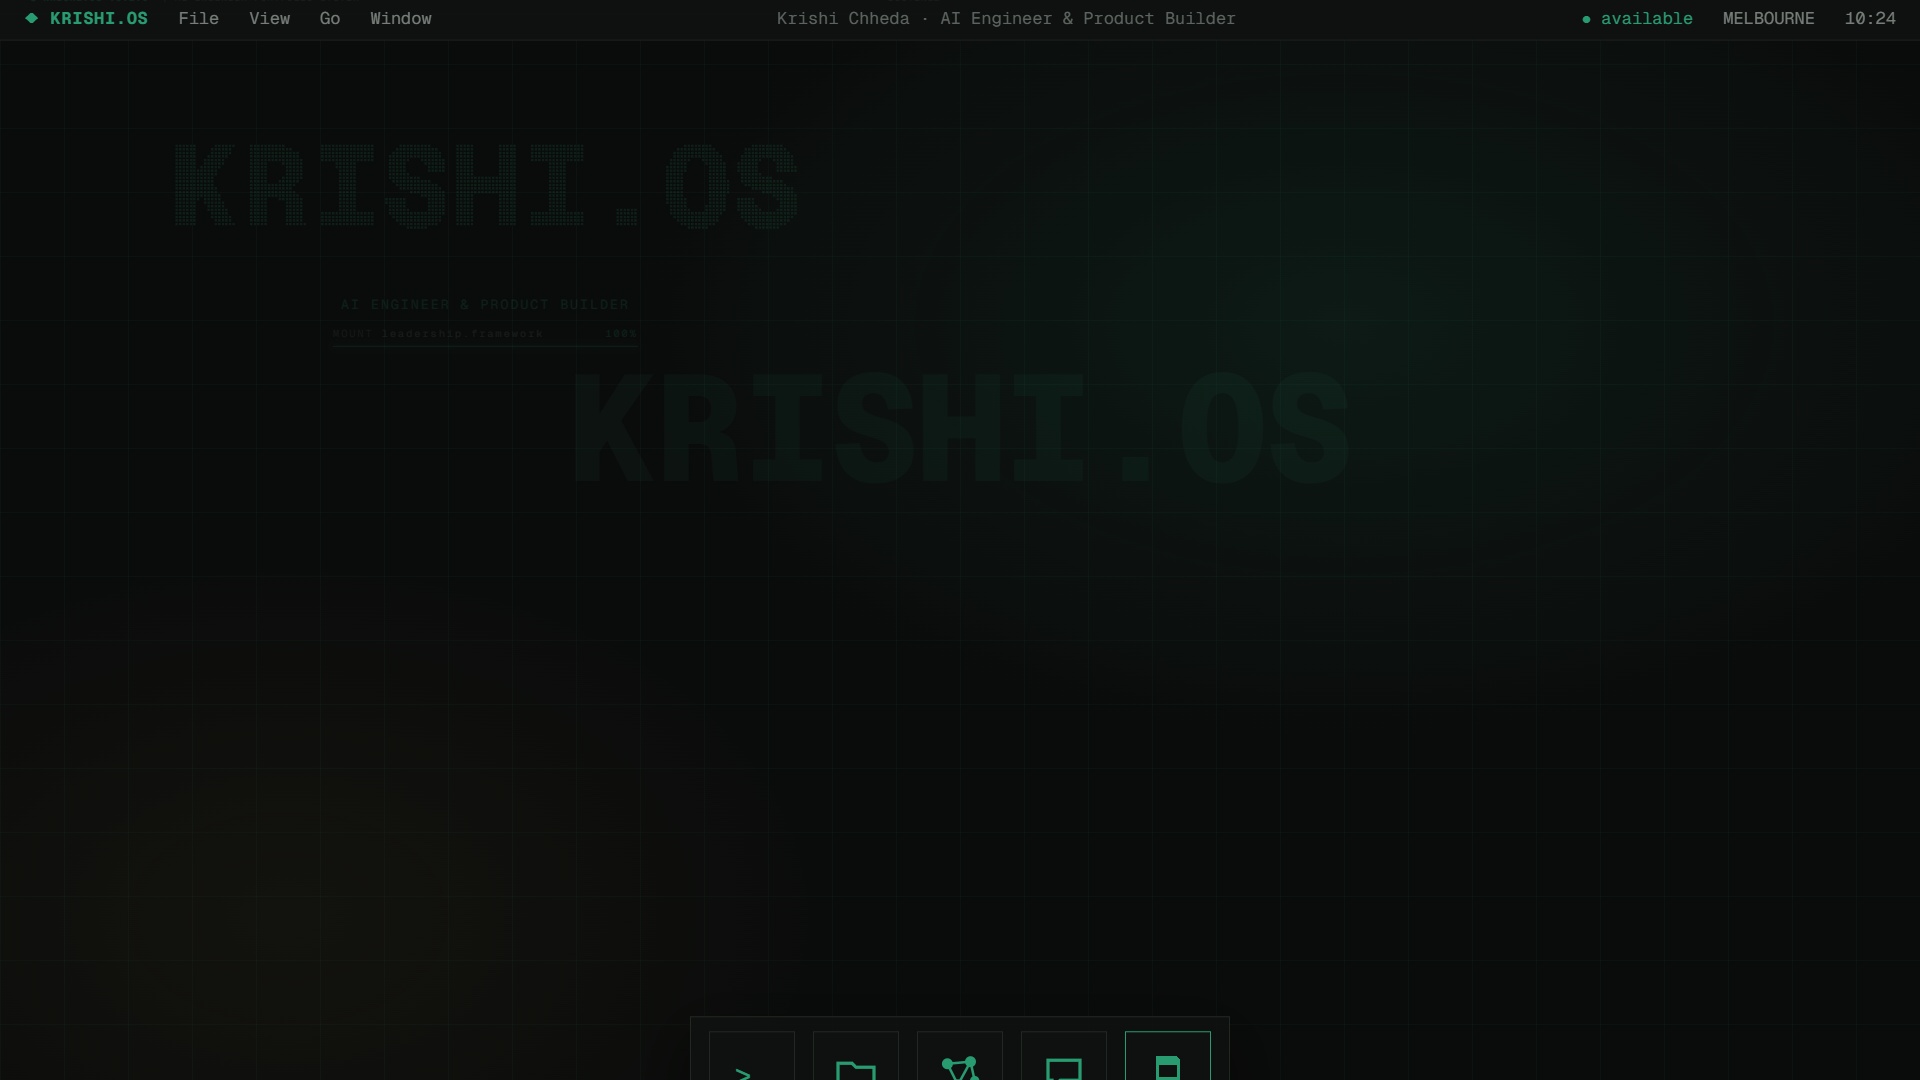 KRISHI.OS File View Go Window Krishi Chheda · AI Engineer & Product Builder ● available MELBOURNE 10:24
KRISHI.OS
AI ENGINEER & PRODUCT BUILDER
MOUNT leadership.framework 100%
KRISHI.OS
>_